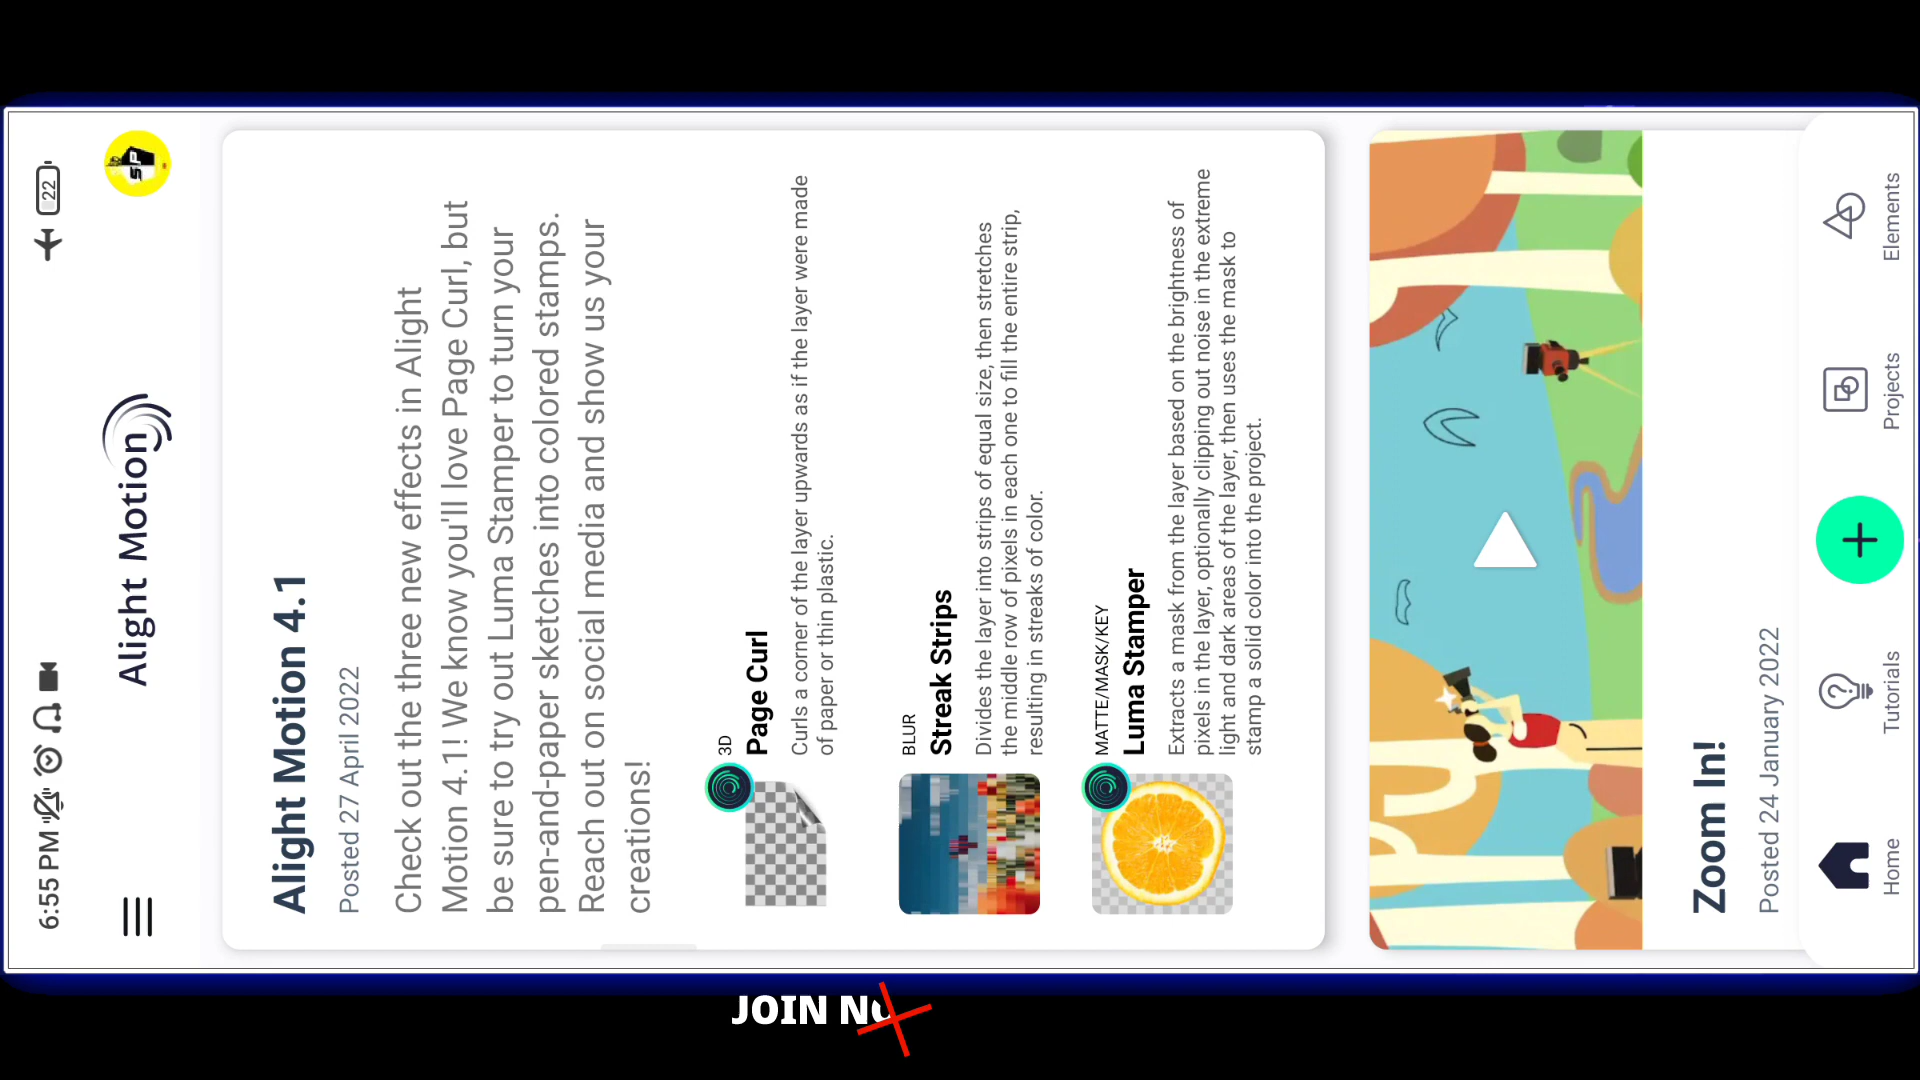 6:55 PM
22
Alight Motion
SP
Alight Motion 4.1
Posted 27 April 2022
Check out the three new effects in Alight
Motion 4.1! We know you'll love Page Curl, but
be sure to try out Luma Stamper to turn your
pen-and-paper sketches into colored stamps.
Reach out on social media and show us your
creations!
3D
Page Curl
Curls a corner of the layer upwards as if the layer were made
of paper or thin plastic.
BLUR
Streak Strips
Divides the layer into strips of equal size, then stretches
the middle row of pixels in each one to fill the entire strip,
resulting in streaks of color.
MATTE/MASK/KEY
Luma Stamper
Extracts a mask from the layer based on the brightness of
pixels in the layer, optionally clipping out noise in the extreme
light and dark areas of the layer, then uses the mask to
stamp a solid color into the project.
Zoom In!
Posted 24 January 2022
Home
Tutorials
Projects
Elements
JOIN NO